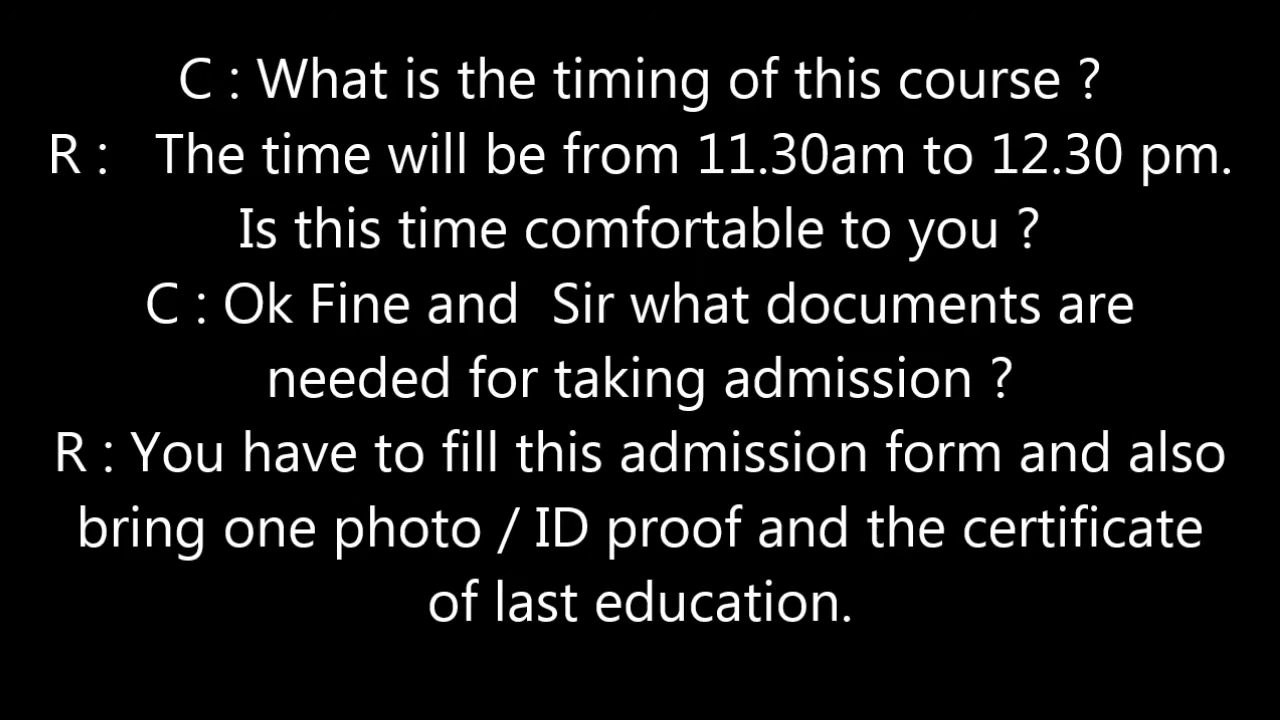 C : What is the timing of this course ?
R :   The time will be from 11.30am to 12.30 pm.
Is this time comfortable to you ?
C : Ok Fine and  Sir what documents are
needed for taking admission ?
R : You have to fill this admission form and also
bring one photo / ID proof and the certificate
of last education.